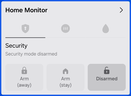 Home Monitor
Security
Security mode disarmed
Arm
(away)
Arm
(stay)
Disarmed